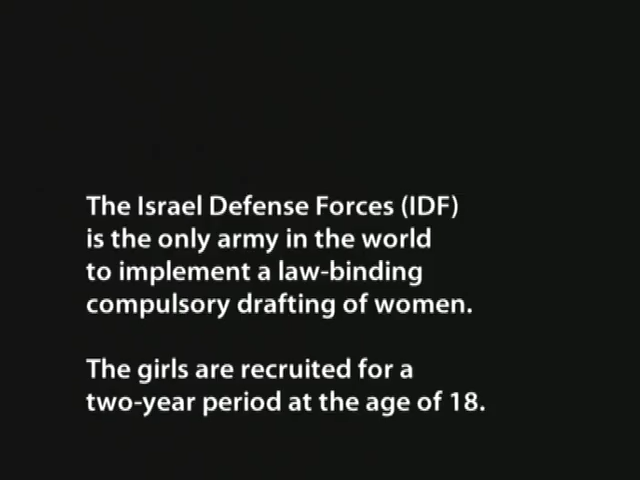 The Israel Defense Forces (IDF)
is the only army in the world
to implement a law-binding
compulsory drafting of women.
The girls are recruited for a
two-year period at the age of 18.